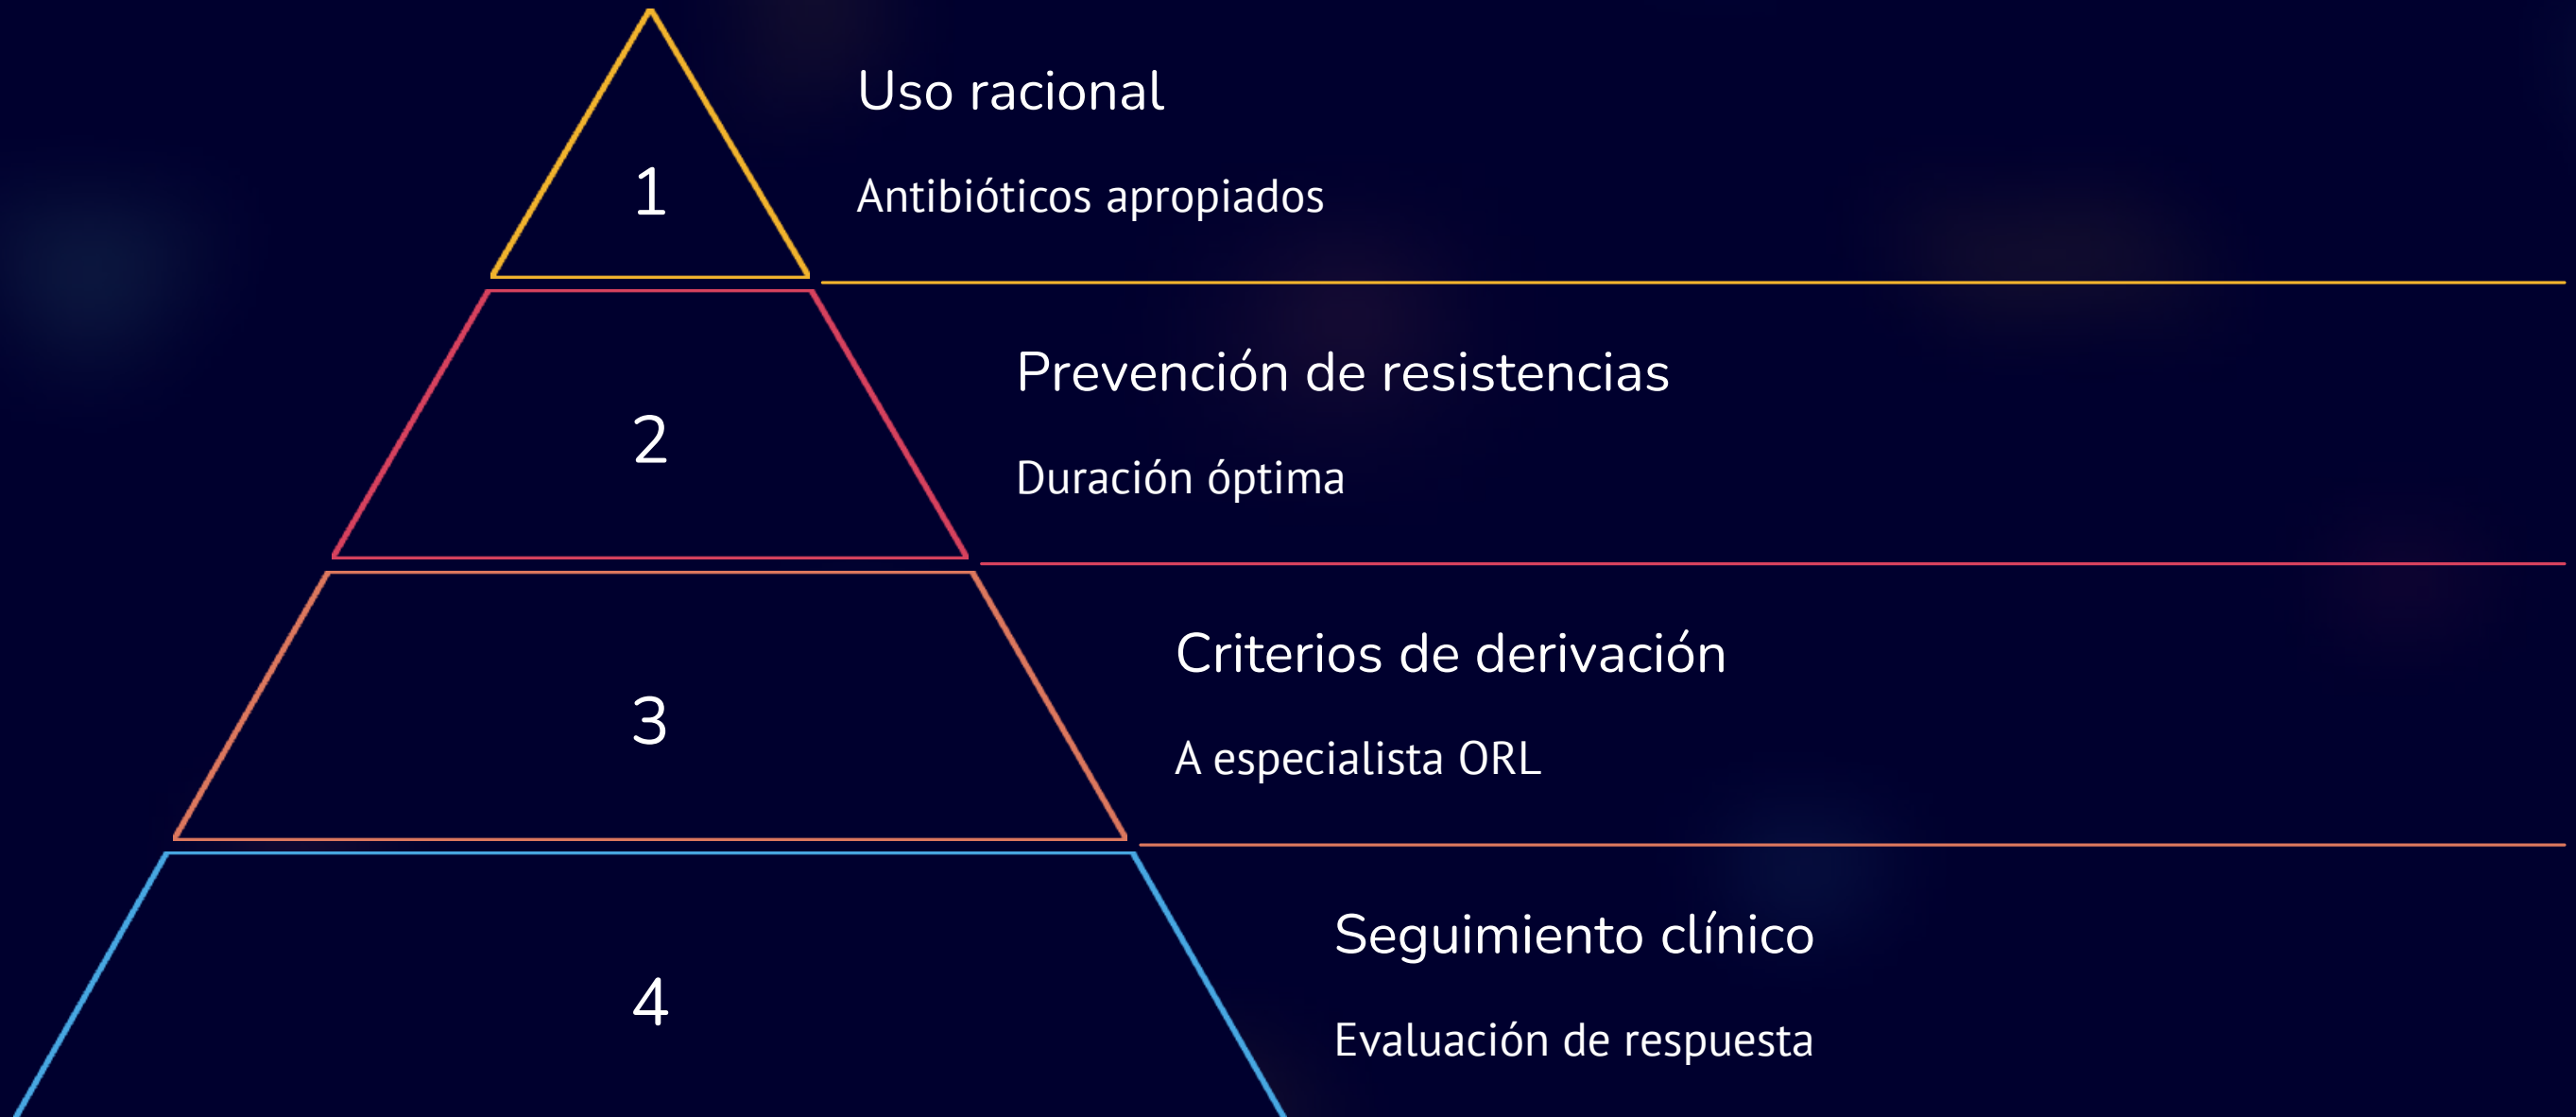 Uso racional
1
Antibióticos apropiados
Prevención de resistencias
2
Duración óptima
Criterios de derivación
3
A especialista ORL
Seguimiento clínico
4
Evaluación de respuesta